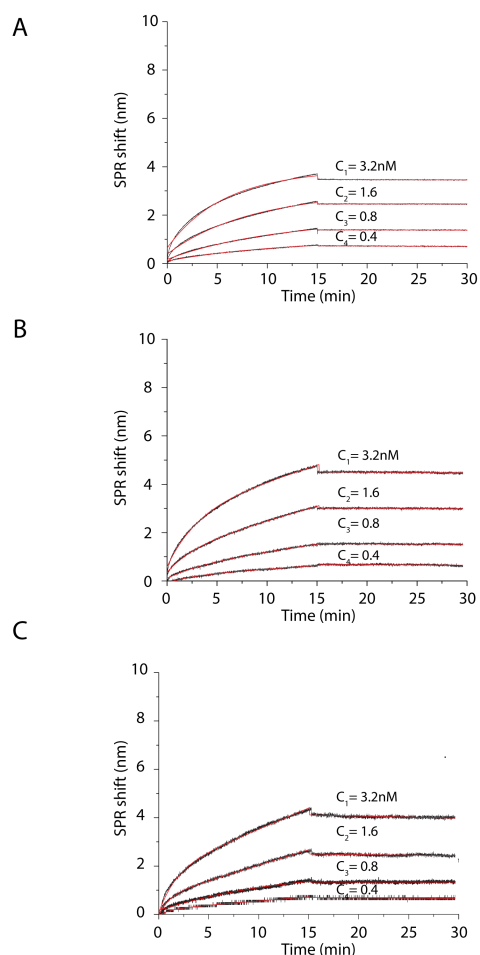 A
10
8
6
4
2
0
SPR shift (nm)
C1= 3.2nM
C2= 1.6
C3= 0.8
C4= 0.4
0 5 10 15 20 25 30
Time (min)
B
10
8
6
4
2
0
SPR shift (nm)
C1= 3.2nM
C2= 1.6
C3= 0.8
C4= 0.4
0 5 10 15 20 25 30
Time (min)
C
10
8
6
4
2
0
SPR shift (nm)
C1= 3.2nM
C2= 1.6
C3= 0.8
C4= 0.4
0 5 10 15 20 25 30
Time (min)